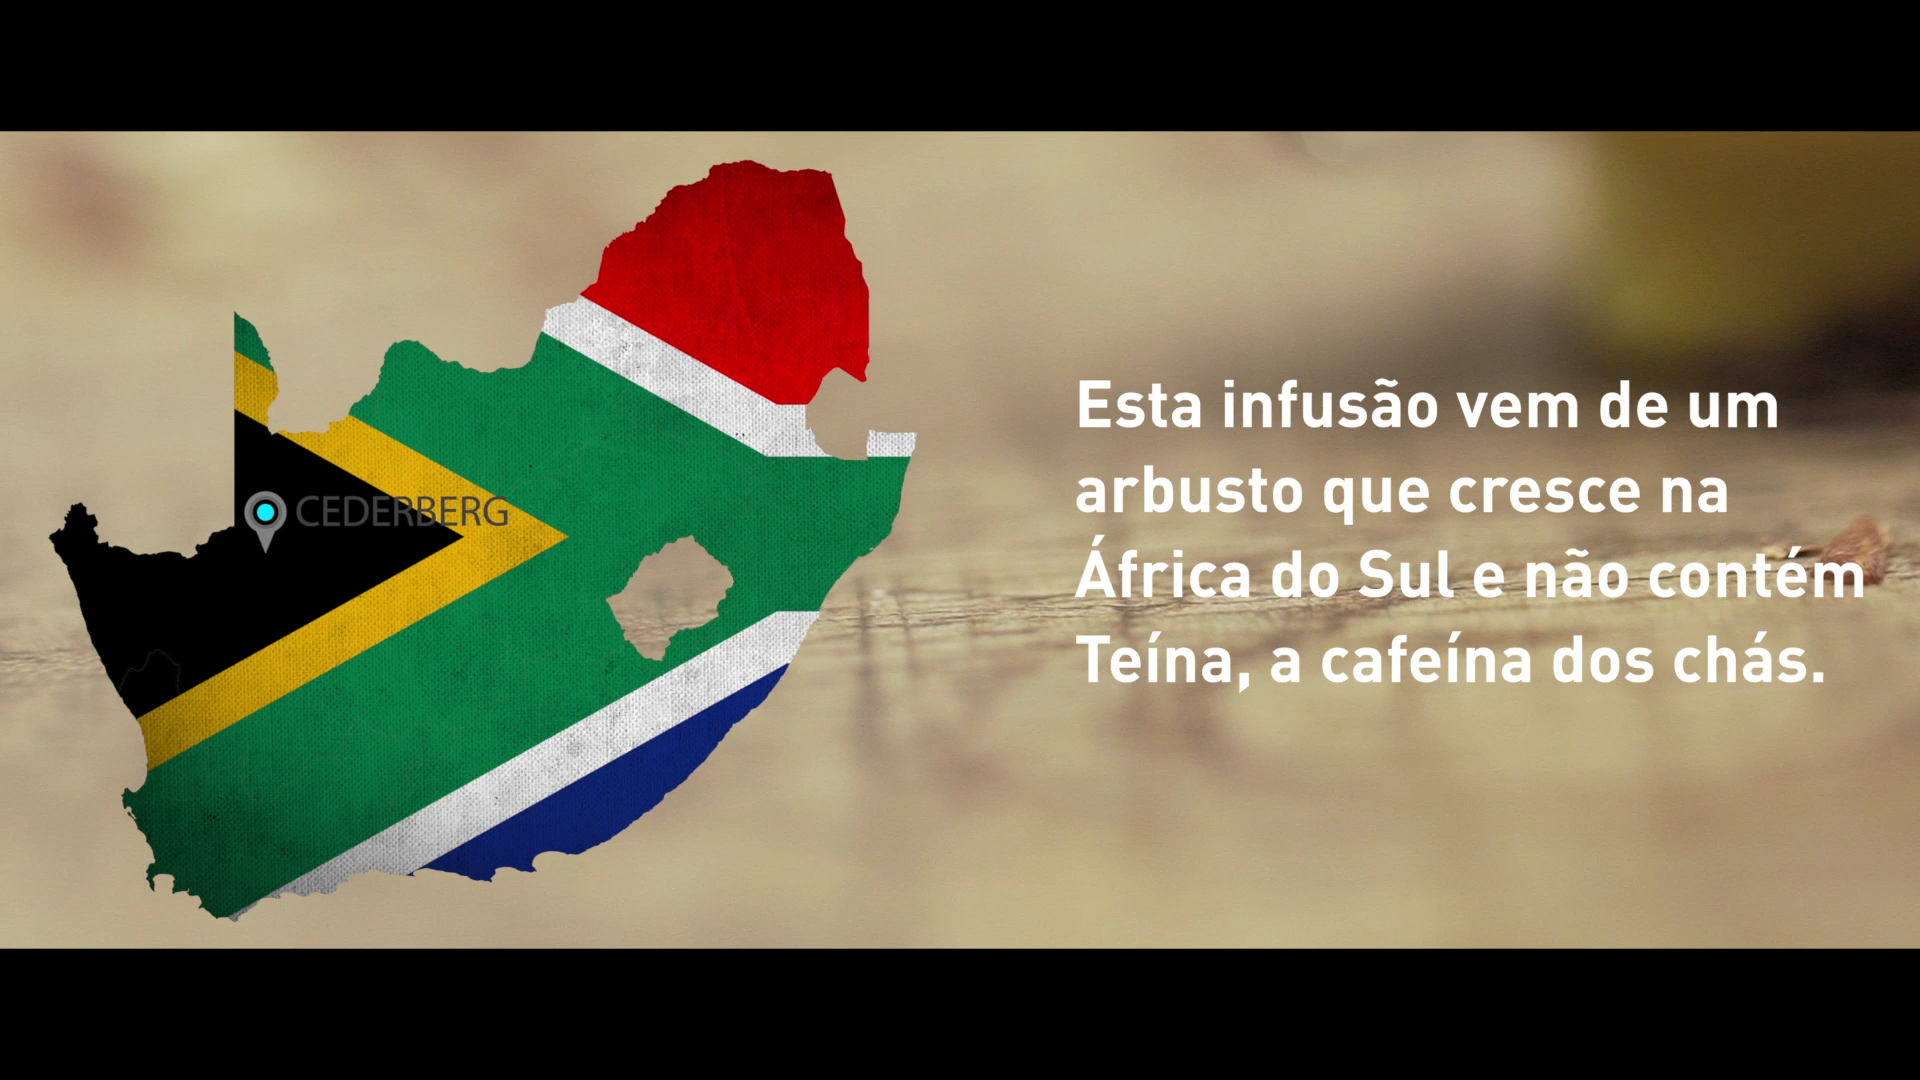 CEDERBERG
Esta infusão vem de um
arbusto que cresce na
África do Sul e não contém
Teína, a cafeína dos chás.